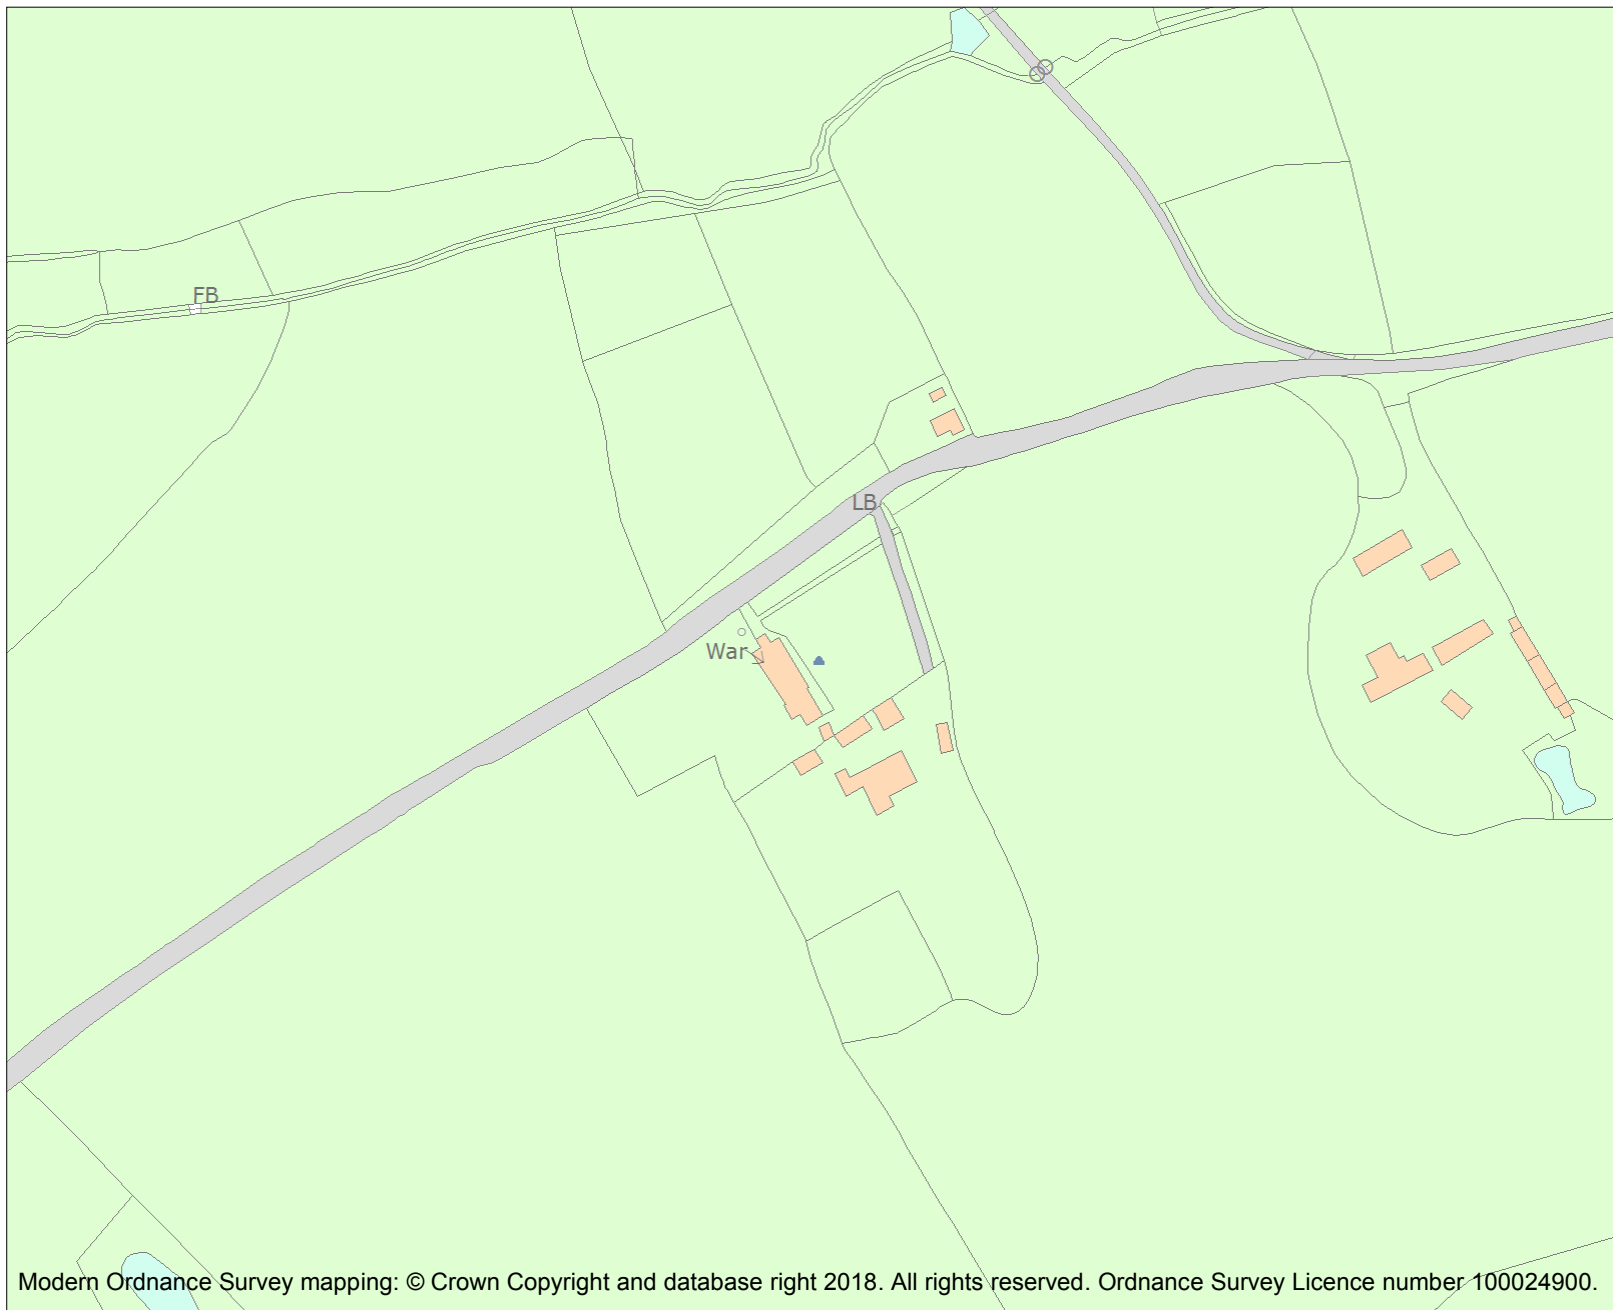 FB
LB
War
Modern Ordnance Survey mapping: © Crown Copyright and database right 2018. All rights reserved. Ordnance Survey Licence number 100024900.